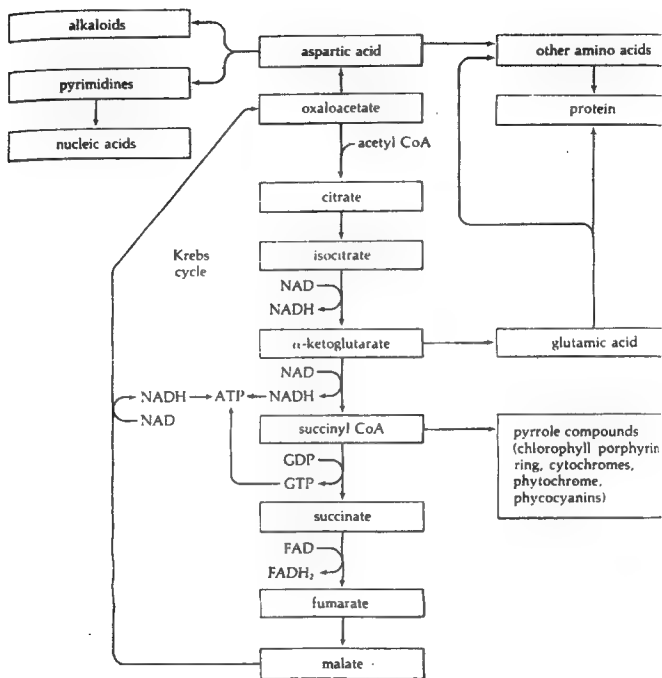 alkaloids
aspartic acid
other amino acids
pyrimidines
oxaloacetate
protein
nucleic acids
acetyl CoA
citrate
Krebs
cycle
isocitrate
NAD
NADH
α-ketoglutarate
glutamic acid
NAD
NADH
ATP
NADH
NAD
succinyl CoA
pyrrole compounds
(chlorophyll porphyrin
ring, cytochromes,
phytochrome,
phycocyanins)
GDP
GTP
succinate
FAD
FADH₂
fumarate
malate